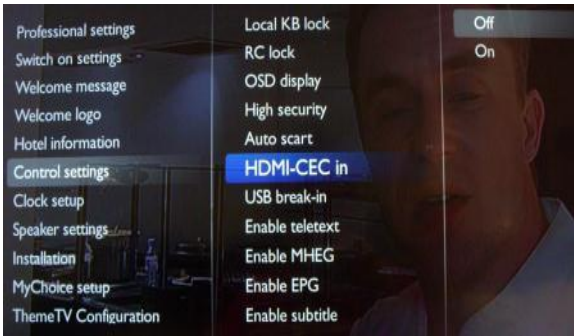 Professional settings
Switch on settings
Welcome message
Welcome logo
Hotel information
Control settings
Clock setup
Speaker settings
Installation
MyChoice setup
ThemeTV Configuration
Local KB lock
RC lock
OSD display
High security
Auto scart
HDMI-CEC in
USB break-in
Enable teletext
Enable MHEG
Enable EPG
Enable subtitle
Off
On